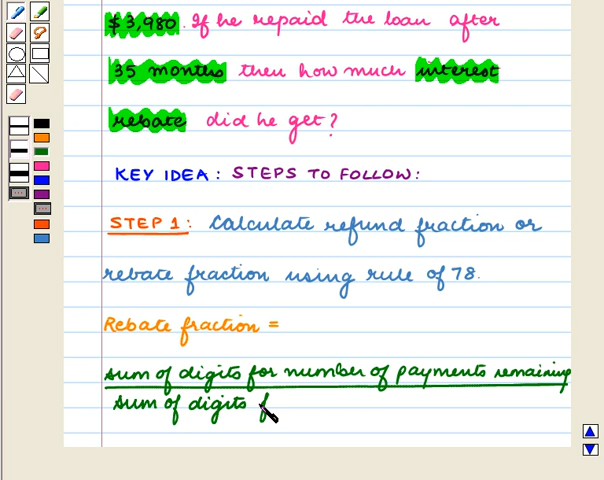 $3,980. If he repaid the loan after
35 months then how much interest
rebate did he get?
KEY IDEA: STEPS TO FOLLOW:
STEP 1: Calculate refund fraction or
rebate fraction using rule of 78.
Rebate fraction =
sum of digits for number of payments remaining
sum of digits f